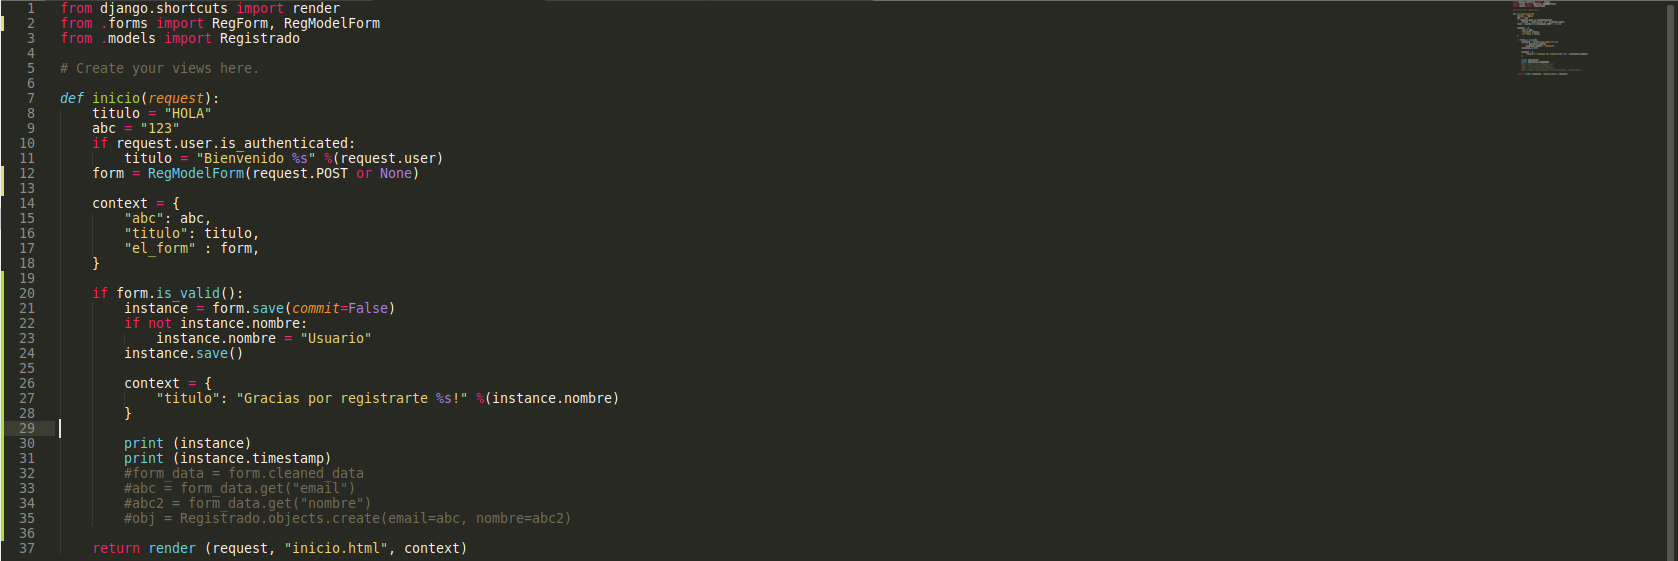 1 from django.shortcuts import render
2 from .forms import RegForm, RegModelForm
3 from .models import Registrado
4
5 # Create your views here.
6
7 def inicio(request):
8     titulo = "HOLA"
9     abc = "123"
10     if request.user.is_authenticated:
11         titulo = "Bienvenido %s" %(request.user)
12     form = RegModelForm(request.POST or None)
13
14     context = {
15         "abc": abc,
16         "titulo": titulo,
17         "el_form" : form,
18     }
19
20     if form.is_valid():
21         instance = form.save(commit=False)
22         if not instance.nombre:
23             instance.nombre = "Usuario"
24         instance.save()
25
26         context = {
27             "titulo": "Gracias por registrarte %s!" %(instance.nombre)
28         }
29
30         print (instance)
31         print (instance.timestamp)
32         #form_data = form.cleaned_data
33         #abc = form_data.get("email")
34         #abc2 = form_data.get("nombre")
35         #obj = Registrado.objects.create(email=abc, nombre=abc2)
36
37     return render (request, "inicio.html", context)